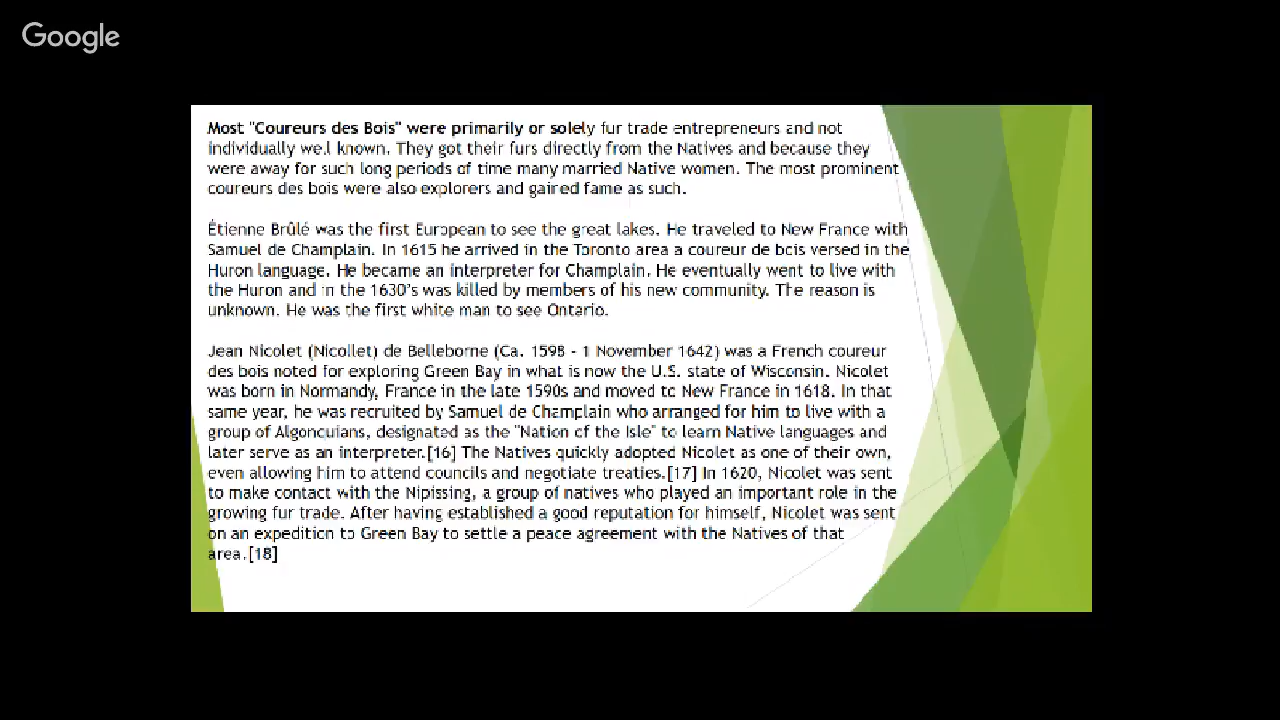 Google
Most "Coureurs des Bois" were primarily or solely fur trade entrepreneurs and not
individually well known. They got their furs directly from the Natives and because they
were away for such long periods of time many married Native women. The most prominent
coureurs des bois were also explorers and gained fame as such.
Étienne Brûlé was the first European to see the great lakes. He traveled to New France with
Samuel de Champlain. In 1615 he arrived in the Toronto area a coureur de bois versed in the
Huron language. He became an interpreter for Champlain. He eventually went to live with
the Huron and in the 1630's was killed by members of his new community. The reason is
unknown. He was the first white man to see Ontario.
Jean Nicolet (Nicollet) de Belleborne (Ca. 1598 - 1 November 1642) was a French coureur
des bois noted for exploring Green Bay in what is now the U.S. state of Wisconsin. Nicolet
was born in Normandy, France in the late 1590s and moved to New France in 1618. In that
same year, he was recruited by Samuel de Champlain who arranged for him to live with a
group of Algonquians, designated as the "Nation of the Isle" to learn Native languages and
later serve as an interpreter.[16] The Natives quickly adopted Nicolet as one of their own,
even allowing him to attend councils and negotiate treaties.[17] In 1620, Nicolet was sent
to make contact with the Nipissing, a group of natives who played an important role in the
growing fur trade. After having established a good reputation for himself, Nicolet was sent
on an expedition to Green Bay to settle a peace agreement with the Natives of that
area.[18]